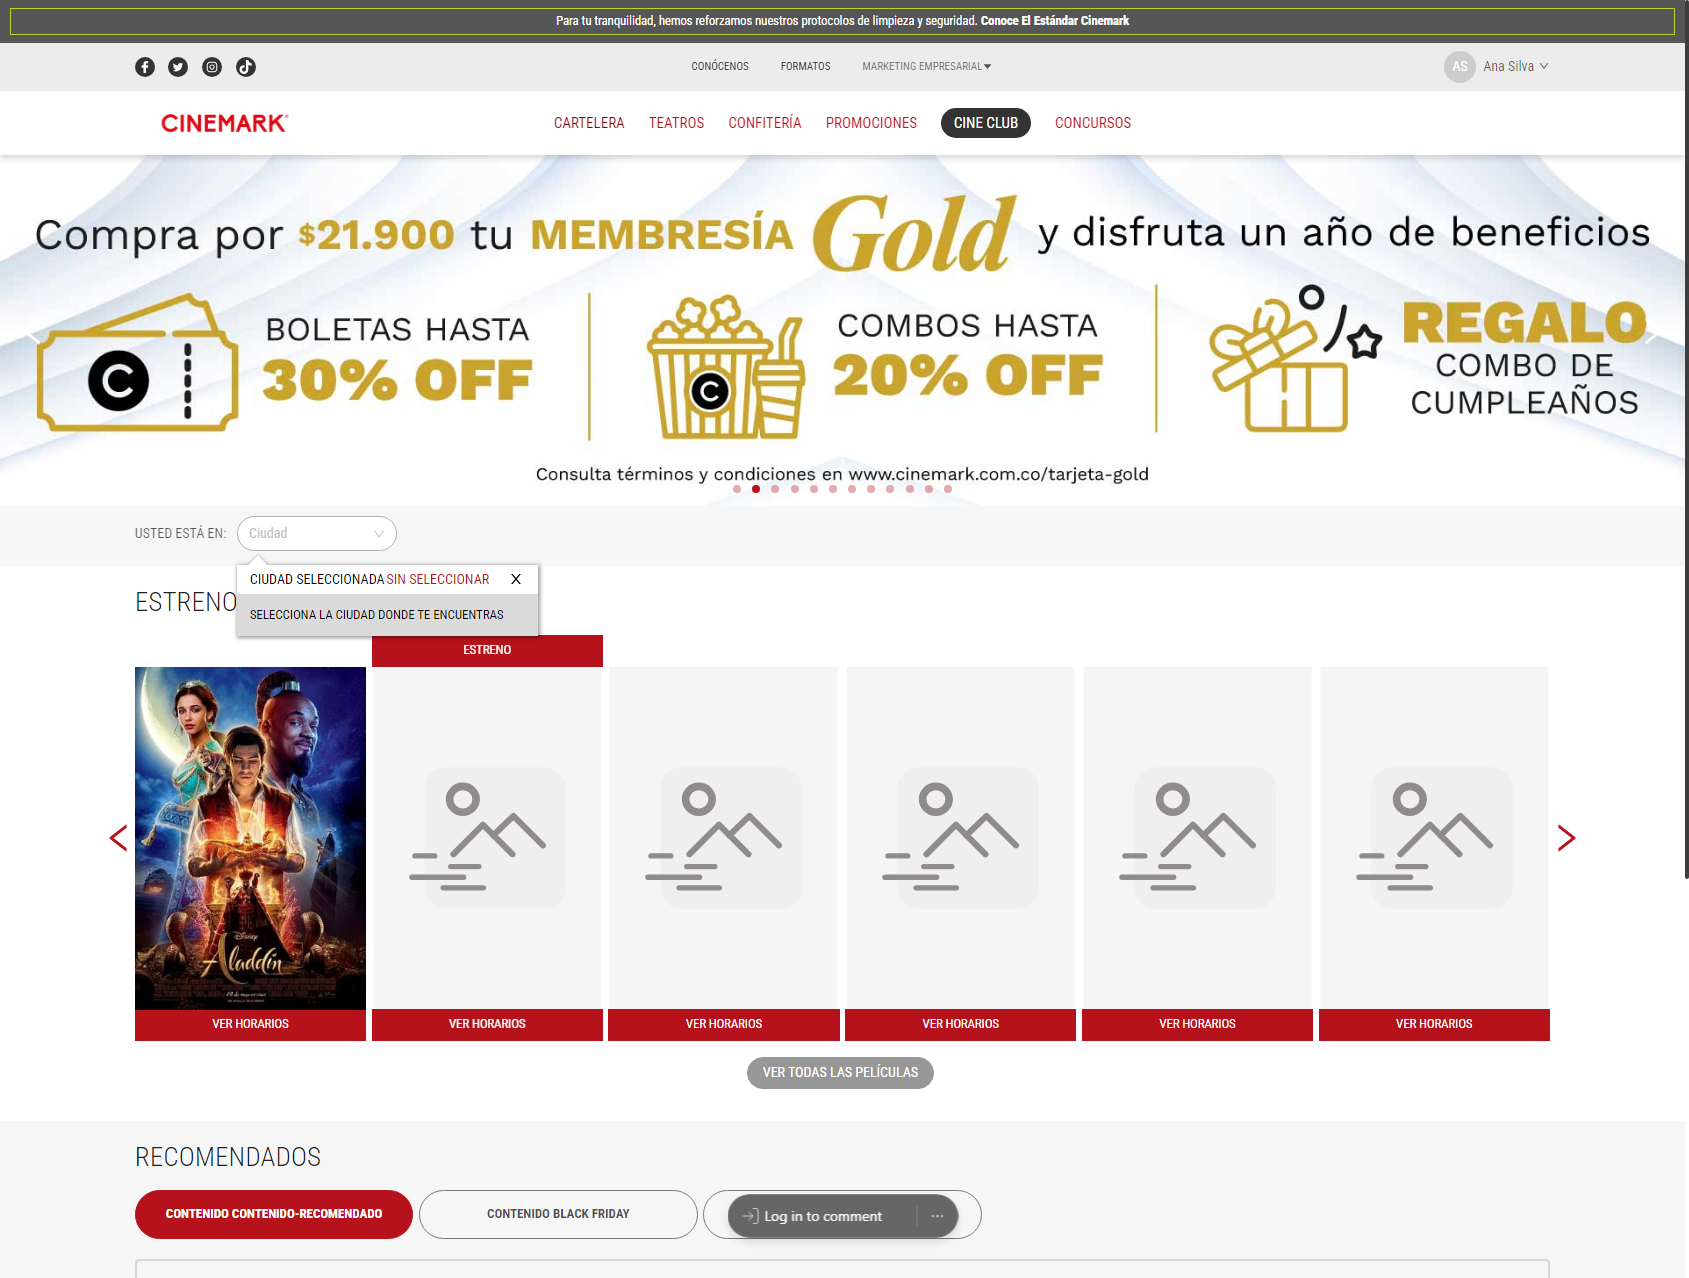 Para tu tranquilidad, hemos reforzamos nuestros protocolos de limpieza y seguridad. Conoce El Estándar Cinemark
CONÓCENOS FORMATOS MARKETING EMPRESARIAL
AS Ana Silva
CINEMARK
CARTELERA TEATROS CONFITERÍA PROMOCIONES CINE CLUB CONCURSOS
Compra por $21.900 tu MEMBRESÍA Gold y disfruta un año de beneficios
BOLETAS HASTA
30% OFF
COMBOS HASTA
20% OFF
REGALO
COMBO DE
CUMPLEAÑOS
Consulta términos y condiciones en www.cinemark.com.co/tarjeta-gold
USTED ESTÁ EN: Ciudad
CIUDAD SELECCIONADA SIN SELECCIONAR X
SELECCIONA LA CIUDAD DONDE TE ENCUENTRAS
ESTRENO
ESTRENO
Disney
Aladdin
VER HORARIOS VER HORARIOS VER HORARIOS VER HORARIOS VER HORARIOS VER HORARIOS
VER TODAS LAS PELÍCULAS
RECOMENDADOS
CONTENIDO CONTENIDO-RECOMENDADO CONTENIDO BLACK FRIDAY
Log in to comment